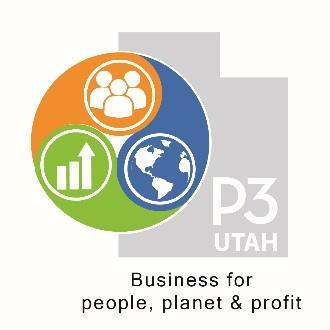 P3
UTAH
Business for
people, planet & profit